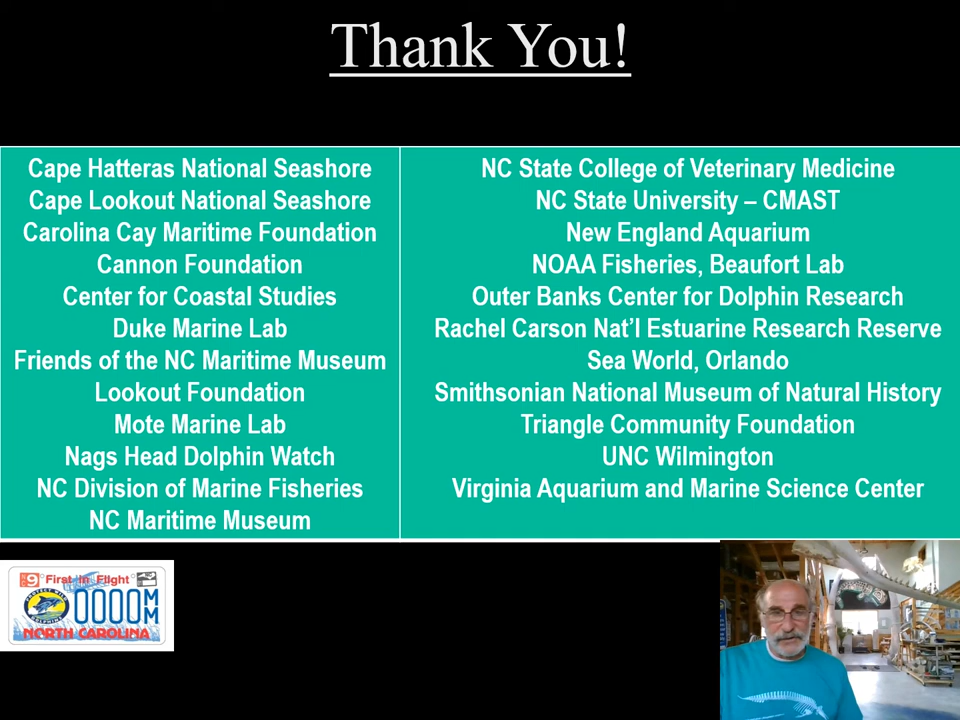 Thank You!
Cape Hatteras National Seashore
Cape Lookout National Seashore
Carolina Cay Maritime Foundation
Cannon Foundation
Center for Coastal Studies
Duke Marine Lab
Friends of the NC Maritime Museum
Lookout Foundation
Mote Marine Lab
Nags Head Dolphin Watch
NC Division of Marine Fisheries
NC Maritime Museum
NC State College of Veterinary Medicine
NC State University – CMAST
New England Aquarium
NOAA Fisheries, Beaufort Lab
Outer Banks Center for Dolphin Research
Rachel Carson Nat’l Estuarine Research Reserve
Sea World, Orlando
Smithsonian National Museum of Natural History
Triangle Community Foundation
UNC Wilmington
Virginia Aquarium and Marine Science Center
9 First in Flight
PROTECT WILD DOLPHINS
0000MM
NORTH CAROLINA